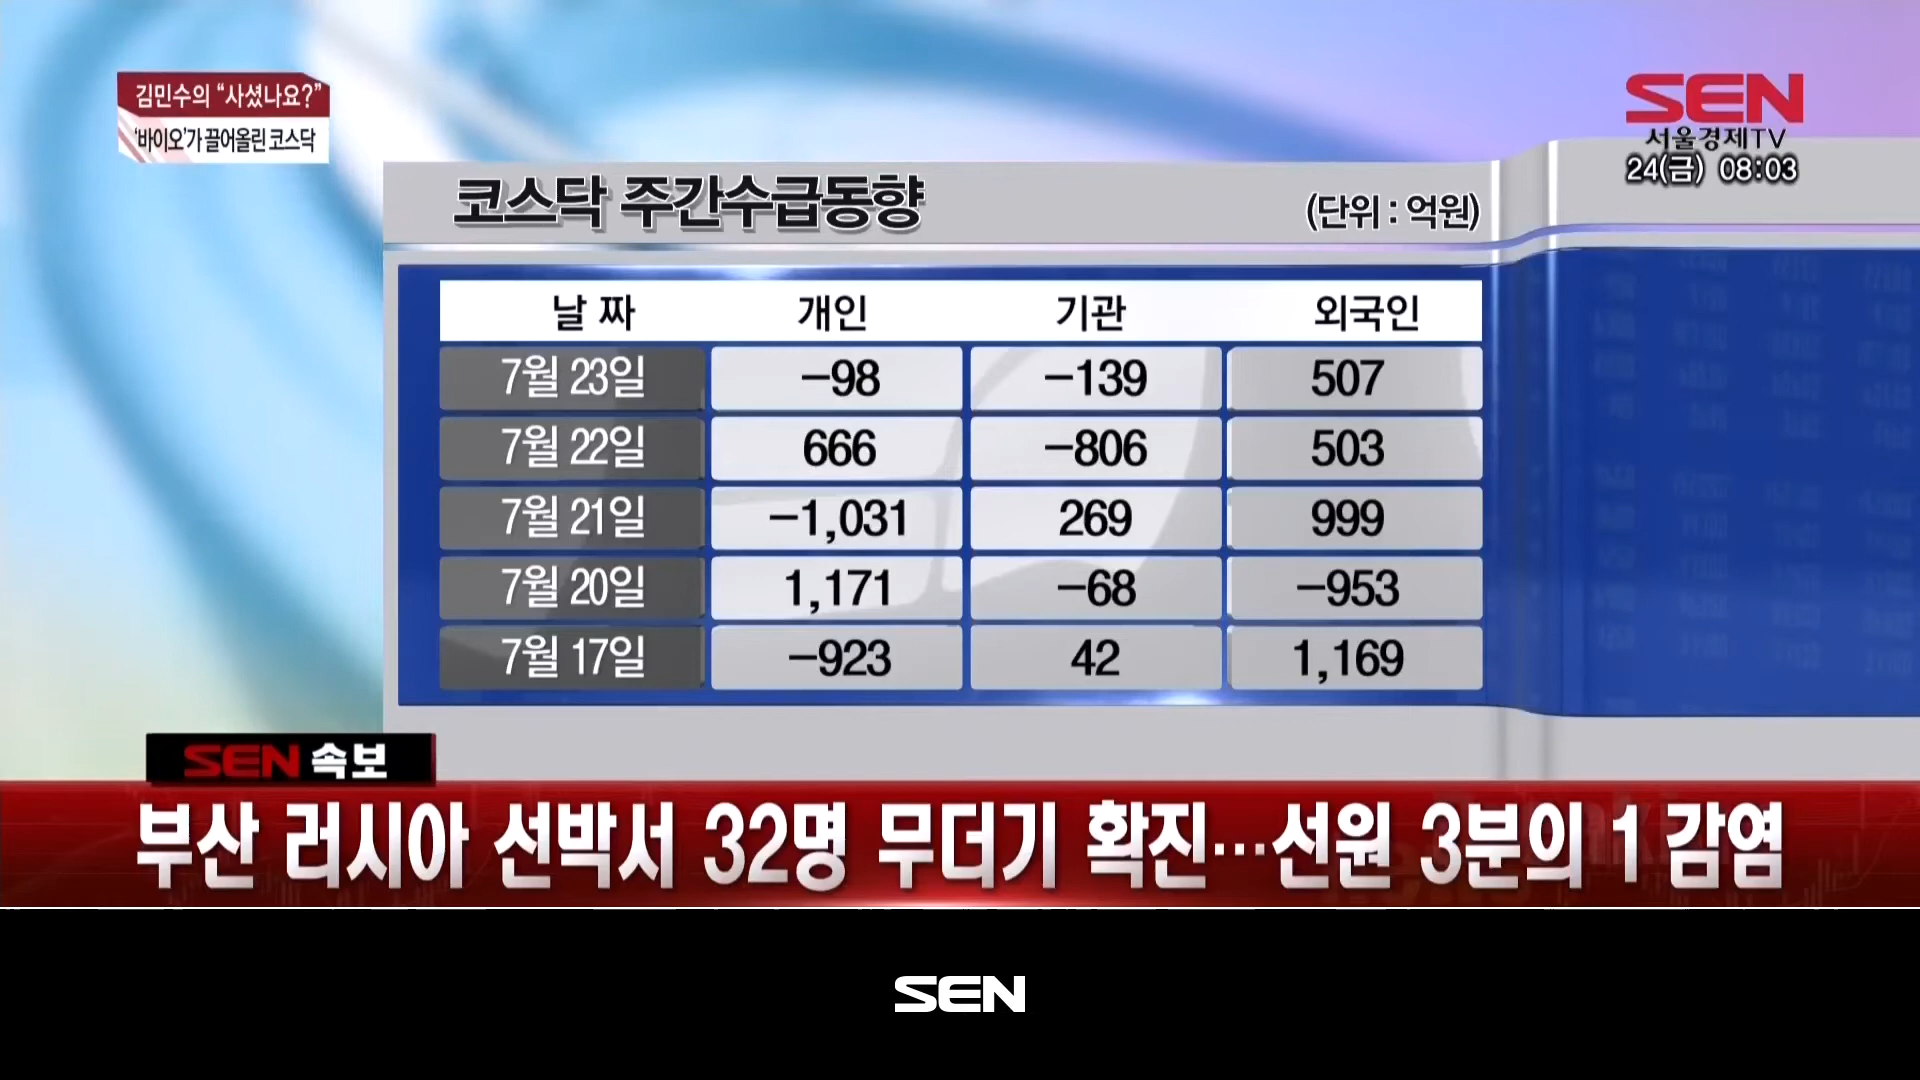 김민수의 “사셨나요?”
‘바이오’가 끌어올린 코스닥
SEN
서울경제TV
24(금) 08:03
코스닥 주간수급동향 (단위 : 억원)
날 짜 개인 기관 외국인
7월 23일 -98 -139 507
7월 22일 666 -806 503
7월 21일 -1,031 269 999
7월 20일 1,171 -68 -953
7월 17일 -923 42 1,169
SEN 속보
부산 러시아 선박서 32명 무더기 확진…선원 3분의 1 감염
SEN